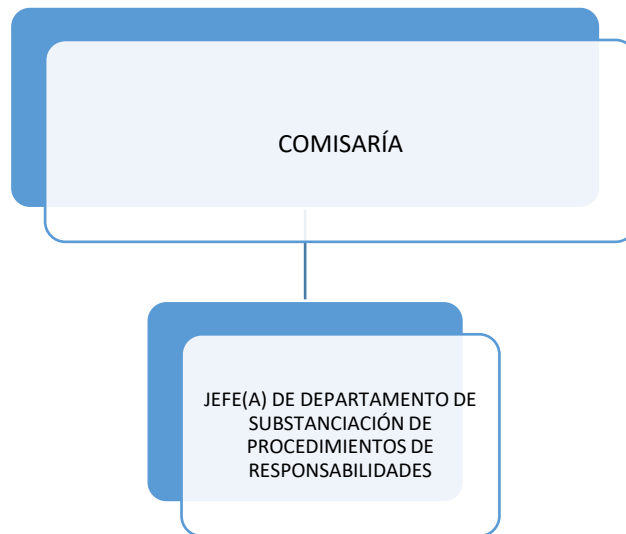 COMISARÍA
JEFE(A) DE DEPARTAMENTO DE
SUBSTANCIACIÓN DE
PROCEDIMIENTOS DE
RESPONSABILIDADES